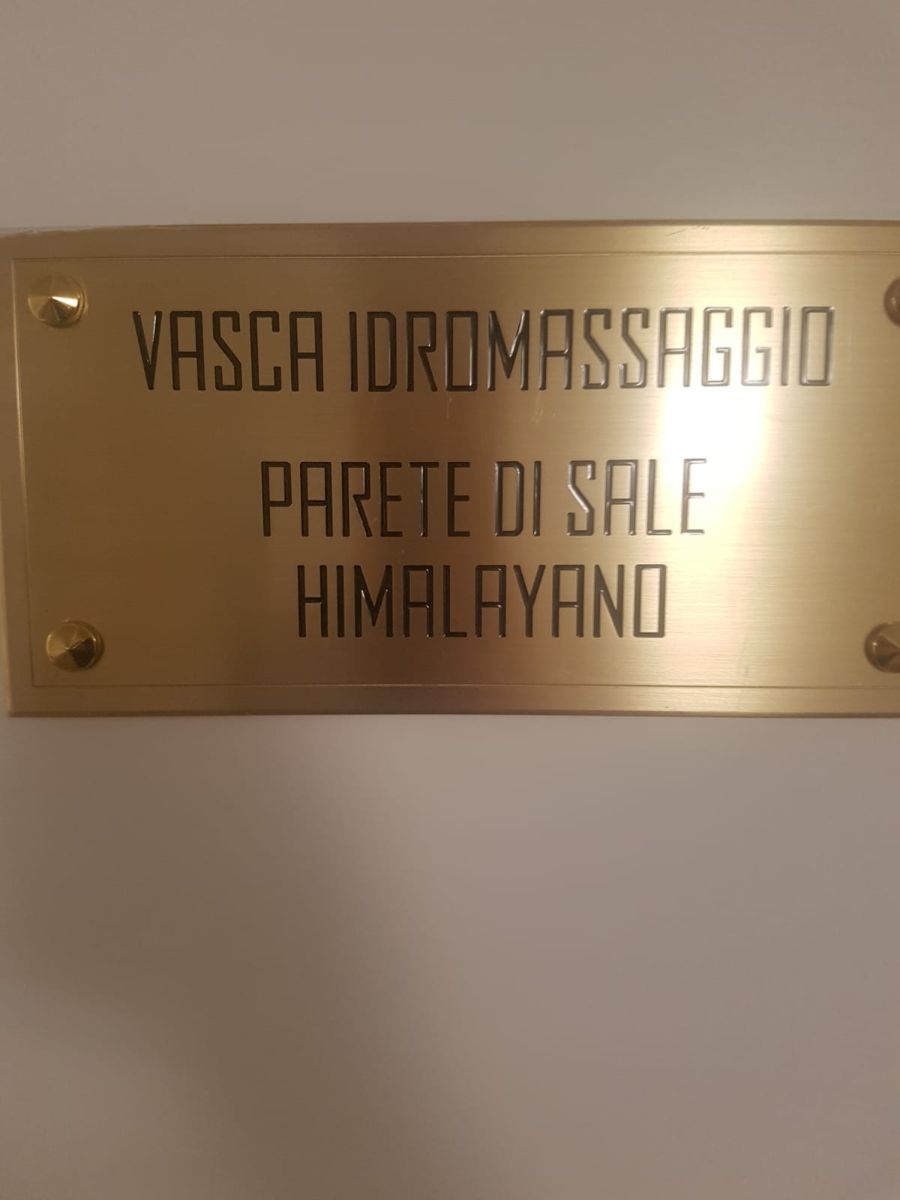 VASCA IDROMASSAGGIO
PARETE DI SALE
HIMALAYANO